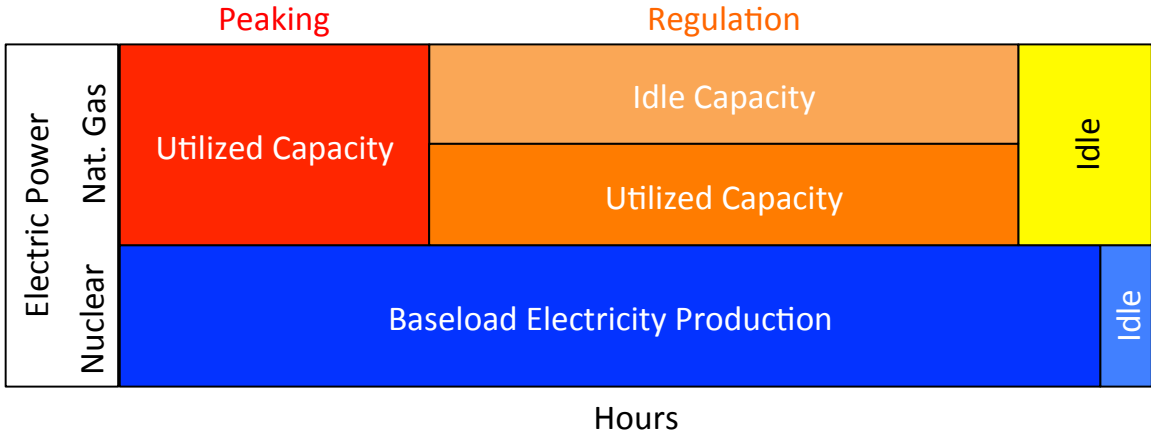 Peaking
Regulation
Electric Power
Nat. Gas
Utilized Capacity
Idle Capacity
Utilized Capacity
Idle
Nuclear
Baseload Electricity Production
Idle
Hours